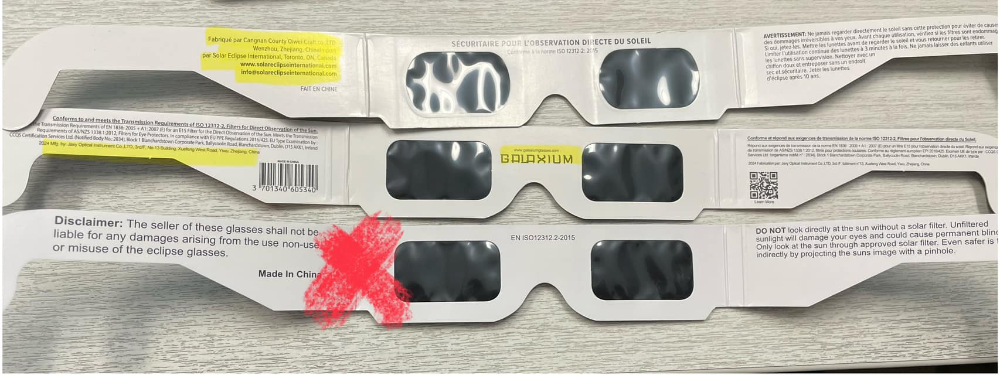 Fabriqué par Cangnan County Qiwei Craft co.,LTD
Wenzhou, Zhejiang, ChinaImport
par Solar Eclipse International, Toronto, ON, Canada
www.solareclipseinternational.com
info@solareclipseinternational.com
FAIT EN CHINE
SÉCURITAIRE POUR L'OBSERVATION DIRECTE DU SOLEIL
Conforme à la norme ISO 12312-2: 2015
AVERTISSEMENT: Ne jamais regarder directement le soleil sans cette protection pour éviter de cause
des dommages irréversibles à vos yeux. Avant chaque utilisation, vérifiez si les filtres sont endommag
Si oui, jetez-les. Mettre les lunettes avant de regarder le soleil et vous retourner pour les retirer.
Limiter l'utilisation continue des lunettes à 3 minutes à la fois. Ne jamais laisser des enfants utiliser
les lunettes sans supervision. Nettoyer avec un
chiffon doux et entreposer sans un endroit
sec et sécuritaire. Jeter les lunettes
d'éclipse après 10 ans.
Conforms to and meets the Transmission Requirements of ISO 12312-2, Filters for Direct Observation of the Sun.
the Transmission Requirements of EN 1836: 2005 + A1: 2007 (E) for an E15 Filter for the Direct Observation of the Sun. Meets the Transmission
Requirements of AS/NZS 1338.1:2012, Filters for Eye Protectors. In compliance with EU PPE Regulations 2016/425. EU Type Examination by :
CCQS Certification Services Ltd. (Notified Body No.: 2834), Block 1 Blanchardstown Corporate Park, Ballycoolin Road, Blanchardstown, Dublin, D15 AKK1, Ireland
2024 Mfg. by: Jaxy Optical Instrument Co.,LTD, 3rd/F, No.13 Building, Xuefeng West Road, Yiwu, Zhejiang, China
MADE IN CHINA
3 701340 605340
www.galaxiumglasses.com
GALAXIUM
Conforme et répond aux exigences de transmission de la norme ISO 12312-2, Filtres pour l'observation directe du soleil.
Répond aux exigences de transmission de la norme EN 1836 : 2005 + A1 : 2007 (E) pour un filtre E15 pour l'observation directe du soleil. Répond aux exigenc
de transmission de AS/NZS 1338.1:2012, filtres pour protections oculaires. Conforme au règlement européen EPI 2016/425. Examen UE de type par : CCQS C
Services Ltd. (organisme notifié n° : 2834), Block 1 Blanchardstown Corporate Park, Ballycoolin Road, Blanchardstown, Dublin, D15 AKK1, Irlande
2024 Fabrication par: Jaxy Optical Instrument Co.,LTD, 3rd /F, bâtiment n°13, Xuefeng West Road, Yiwu, Zhejiang, China
Learn More
Disclaimer: The seller of these glasses shall not be
liable for any damages arising from the use non-use
or misuse of the eclipse glasses.
Made In China
EN ISO12312.2-2015
DO NOT look directly at the sun without a solar filter. Unfiltered
sunlight will damage your eyes and could cause permanent blin
Only look at the sun through approved solar filter. Even safer is
indirectly by projecting the suns image with a pinhole.